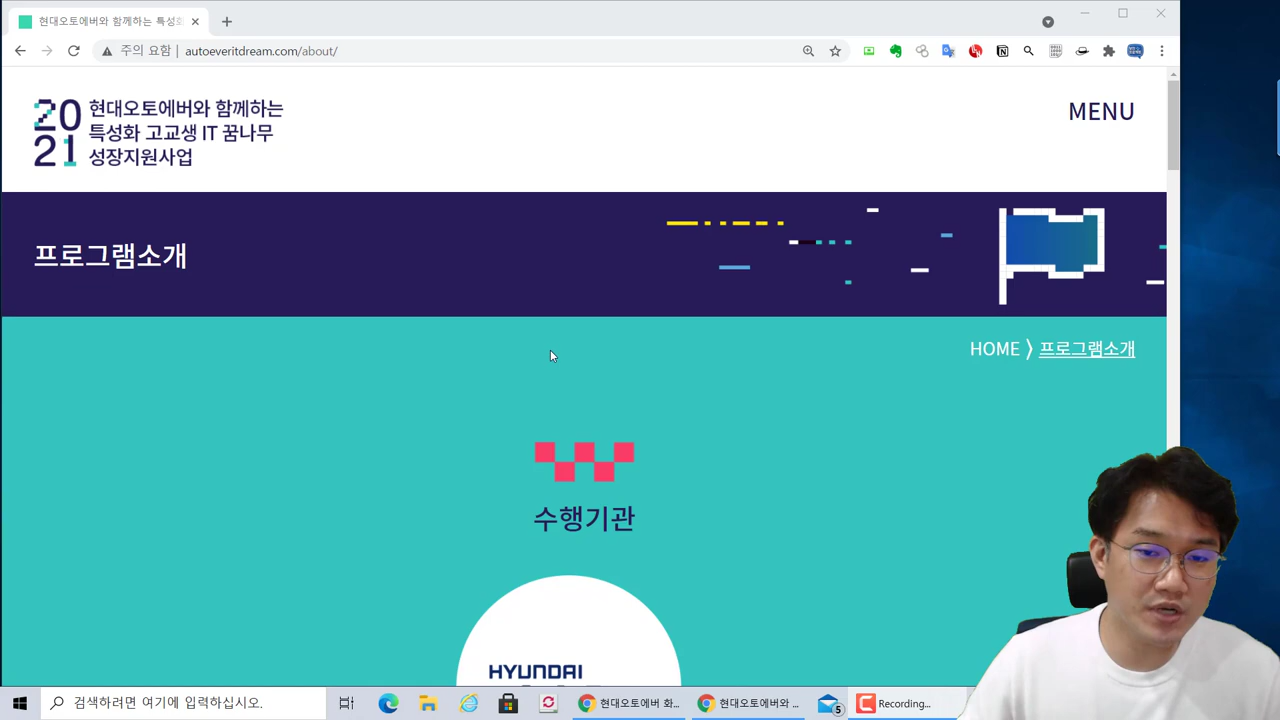 현대오토에버와 함께하는 특성화
주의 요함
autoeveritdream.com/about/
20
21
현대오토에버와 함께하는
특성화 고교생 IT 꿈나무
성장지원사업
MENU
프로그램소개
HOME 〉 프로그램소개
수행기관
HYUNDAI
검색하려면 여기에 입력하십시오.
현대오토에버 화...
현대오토에버와 ...
5
Recording...